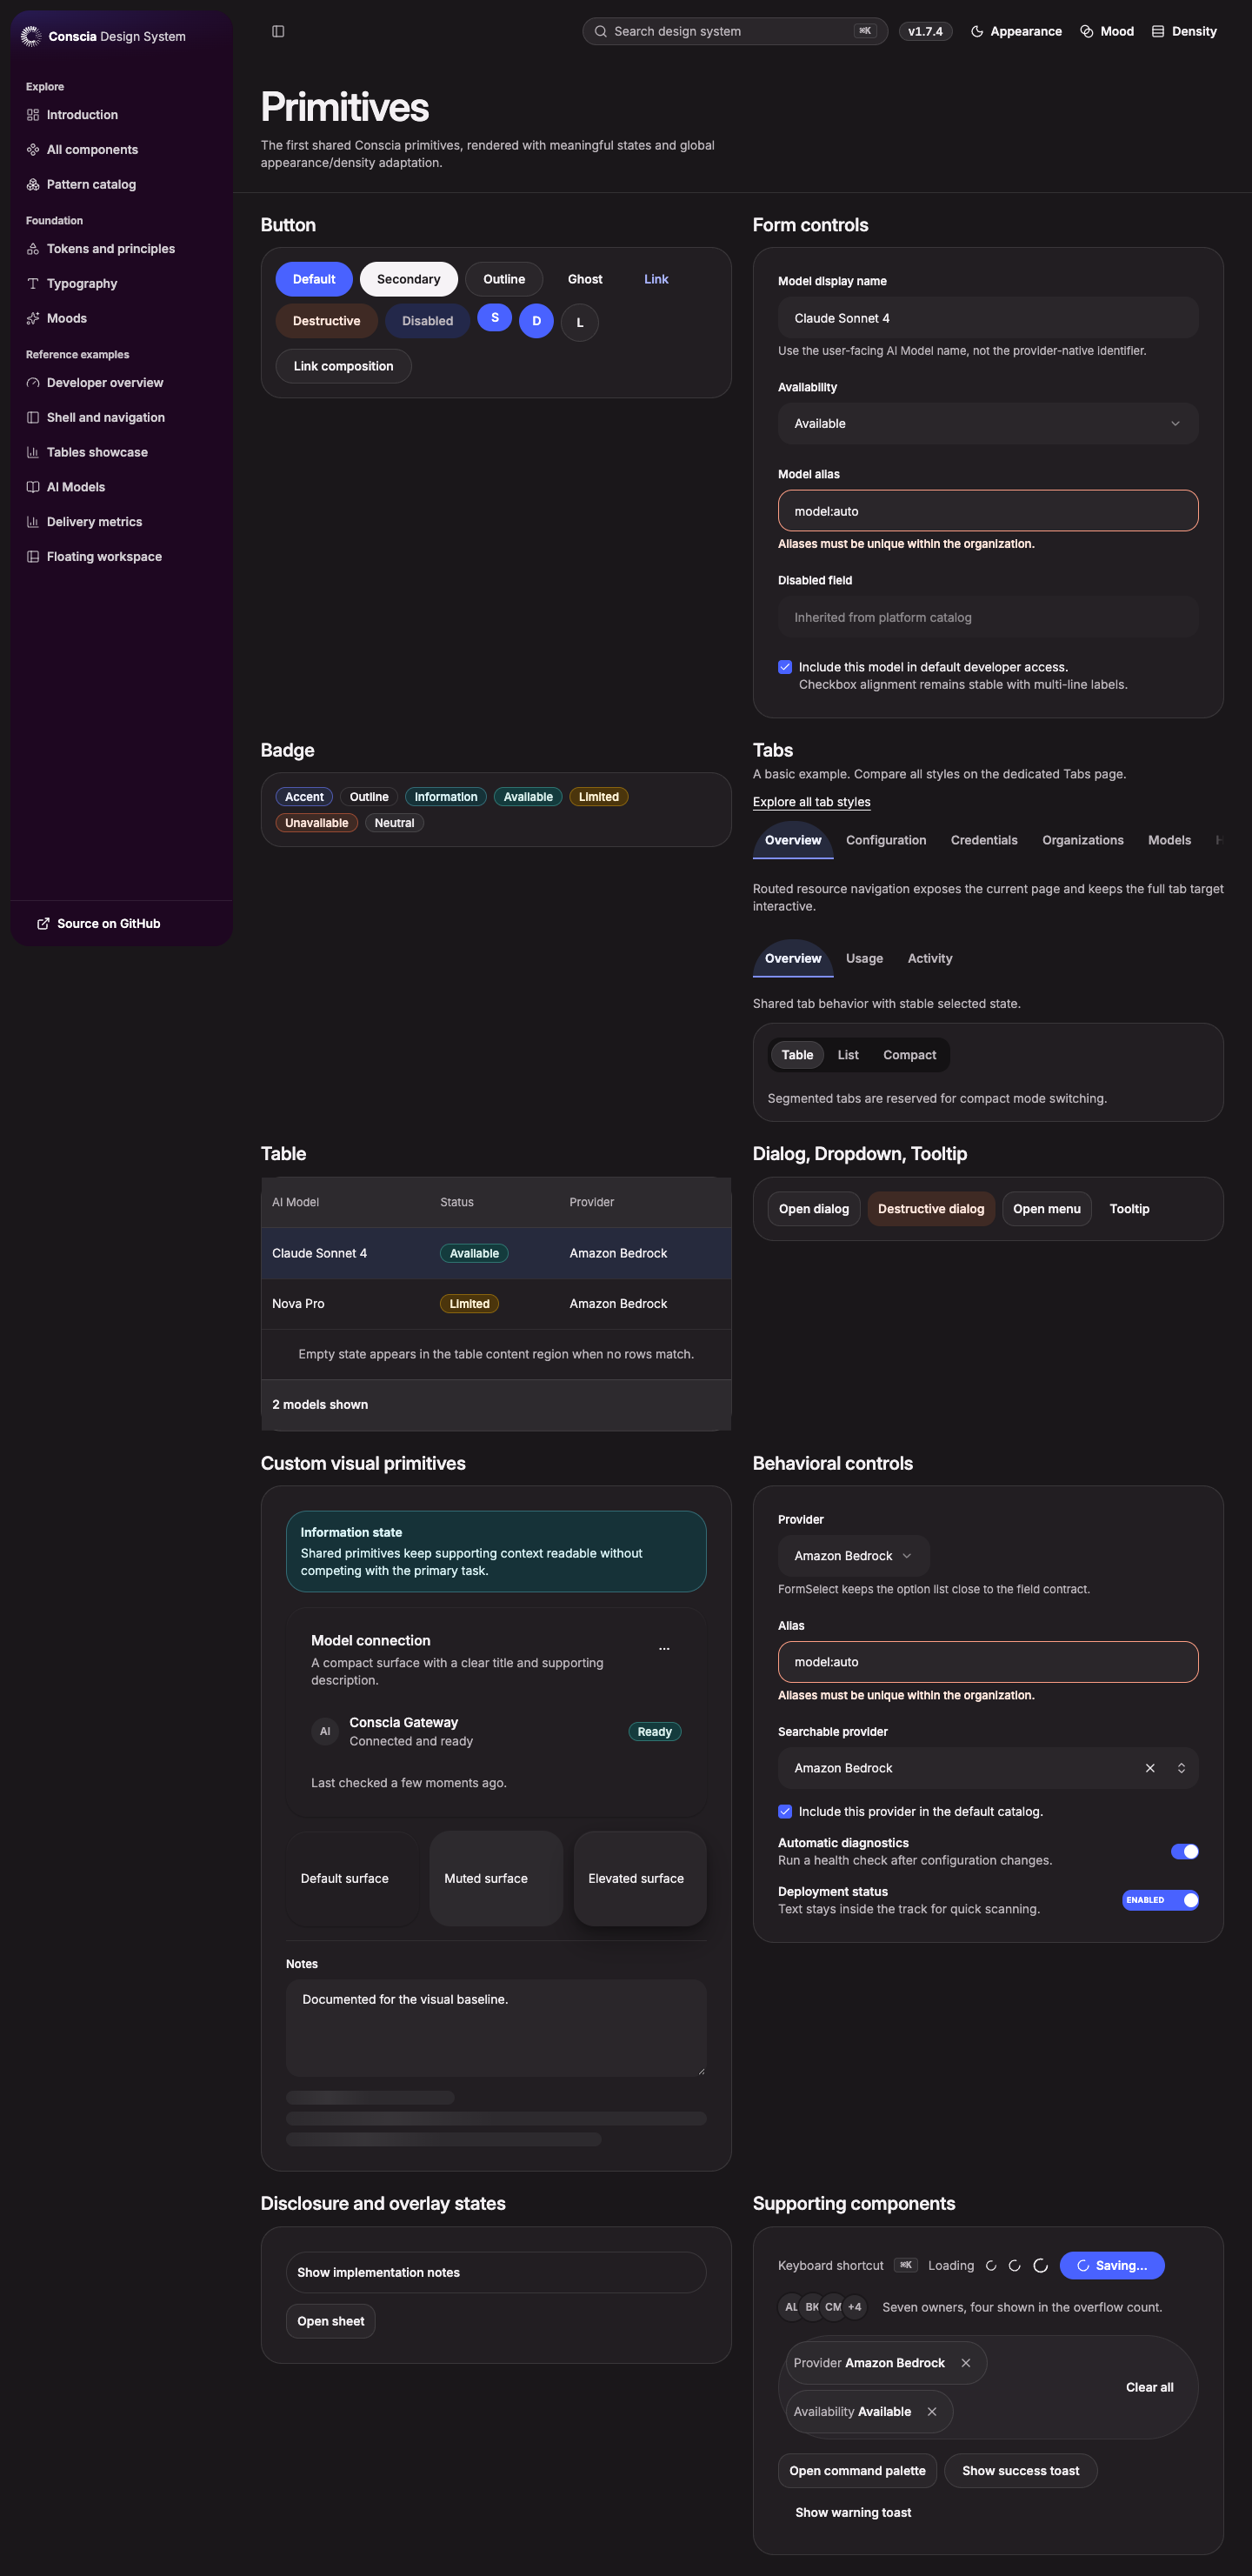 Conscia Design System
Explore
Introduction
All components
Pattern catalog
Foundation
Tokens and principles
Typography
Moods
Reference examples
Developer overview
Shell and navigation
Tables showcase
AI Models
Delivery metrics
Floating workspace
Source on GitHub
Search design system ⌘K v1.7.4 Appearance Mood Density
Primitives
The first shared Conscia primitives, rendered with meaningful states and global
appearance/density adaptation.
Button
Default Secondary Outline Ghost Link
Destructive Disabled S D L
Link composition
Form controls
Model display name
Claude Sonnet 4
Use the user-facing AI Model name, not the provider-native identifier.
Availability
Available
Model alias
model:auto
Aliases must be unique within the organization.
Disabled field
Inherited from platform catalog
Include this model in default developer access.
Checkbox alignment remains stable with multi-line labels.
Badge
Accent Outline Information Available Limited
Unavailable Neutral
Tabs
A basic example. Compare all styles on the dedicated Tabs page.
Explore all tab styles
Overview Configuration Credentials Organizations Models
Routed resource navigation exposes the current page and keeps the full tab target
interactive.
Overview Usage Activity
Shared tab behavior with stable selected state.
Table List Compact
Segmented tabs are reserved for compact mode switching.
Table
AI Model Status Provider
Claude Sonnet 4 Available Amazon Bedrock
Nova Pro Limited Amazon Bedrock
Empty state appears in the table content region when no rows match.
2 models shown
Dialog, Dropdown, Tooltip
Open dialog Destructive dialog Open menu Tooltip
Custom visual primitives
Information state
Shared primitives keep supporting context readable without
competing with the primary task.
Model connection
A compact surface with a clear title and supporting
description.
AI Conscia Gateway Ready
Connected and ready
Last checked a few moments ago.
Default surface Muted surface Elevated surface
Notes
Documented for the visual baseline.
Behavioral controls
Provider
Amazon Bedrock
FormSelect keeps the option list close to the field contract.
Alias
model:auto
Aliases must be unique within the organization.
Searchable provider
Amazon Bedrock
Include this provider in the default catalog.
Automatic diagnostics
Run a health check after configuration changes.
Deployment status
Text stays inside the track for quick scanning.
ENABLED
Disclosure and overlay states
Show implementation notes
Open sheet
Supporting components
Keyboard shortcut ⌘K Loading Saving...
AL BK CM +4 Seven owners, four shown in the overflow count.
Provider Amazon Bedrock
Clear all
Availability Available
Open command palette Show success toast
Show warning toast